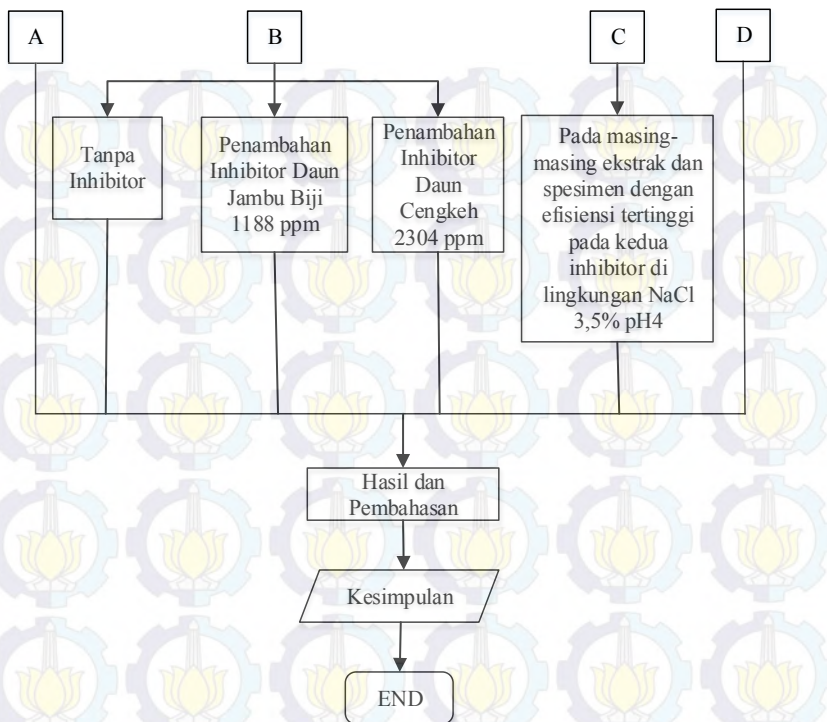 A
B
C
D
Tanpa
Inhibitor
Penambahan
Inhibitor Daun
Jambu Biji
1188 ppm
Penambahan
Inhibitor
Daun
Cengkeh
2304 ppm
Pada masing-
masing ekstrak dan
spesimen dengan
efisiensi tertinggi
pada kedua
inhibitor di
lingkungan NaCl
3,5% pH4
Hasil dan
Pembahasan
Kesimpulan
END